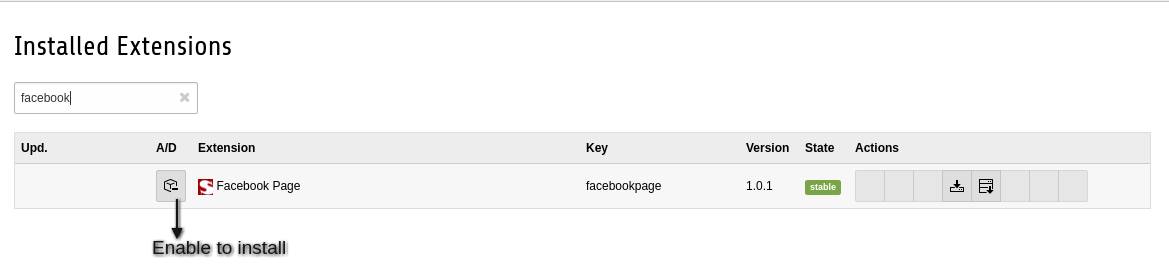 Installed Extensions
facebook
Upd. A/D Extension Key Version State Actions
Facebook Page facebookpage 1.0.1 stable
Enable to install